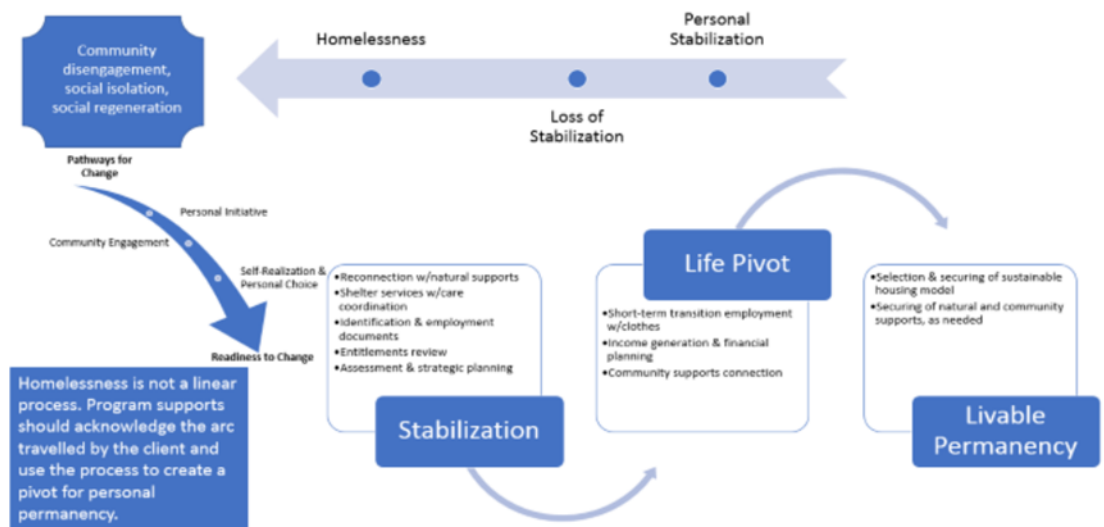 Community
disengagement,
social isolation,
social regeneration
Homelessness
Personal
Stabilization
Loss of
Stabilization
Pathways for
Change
Personal Initiative
Community Engagement
Self-Realization &
Personal Choice
Readiness to Change
Homelessness is not a linear
process. Program supports
should acknowledge the arc
travelled by the client and
use the process to create a
pivot for personal
permanency.
•Reconnection w/natural supports
•Shelter services w/care
coordination
•Identification & employment
documents
•Entitlements review
•Assessment & strategic planning
Stabilization
Life Pivot
•Short-term transition employment
w/clothes
•Income generation & financial
planning
•Community supports connection
•Selection & securing of sustainable
housing model
•Securing of natural and community
supports, as needed
Livable
Permanency